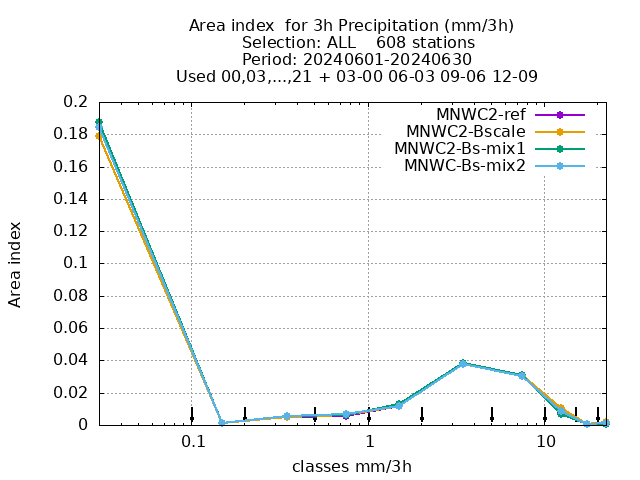 Area index  for 3h Precipitation (mm/3h)
Selection: ALL    608 stations
Period: 20240601-20240630
Used 00,03,...,21 + 03-00 06-03 09-06 12-09
MNWC2-ref
MNWC2-Bscale
MNWC2-Bs-mix1
MNWC-Bs-mix2
Area index
0.2
0.18
0.16
0.14
0.12
0.1
0.08
0.06
0.04
0.02
0
0.1 1 10
classes mm/3h